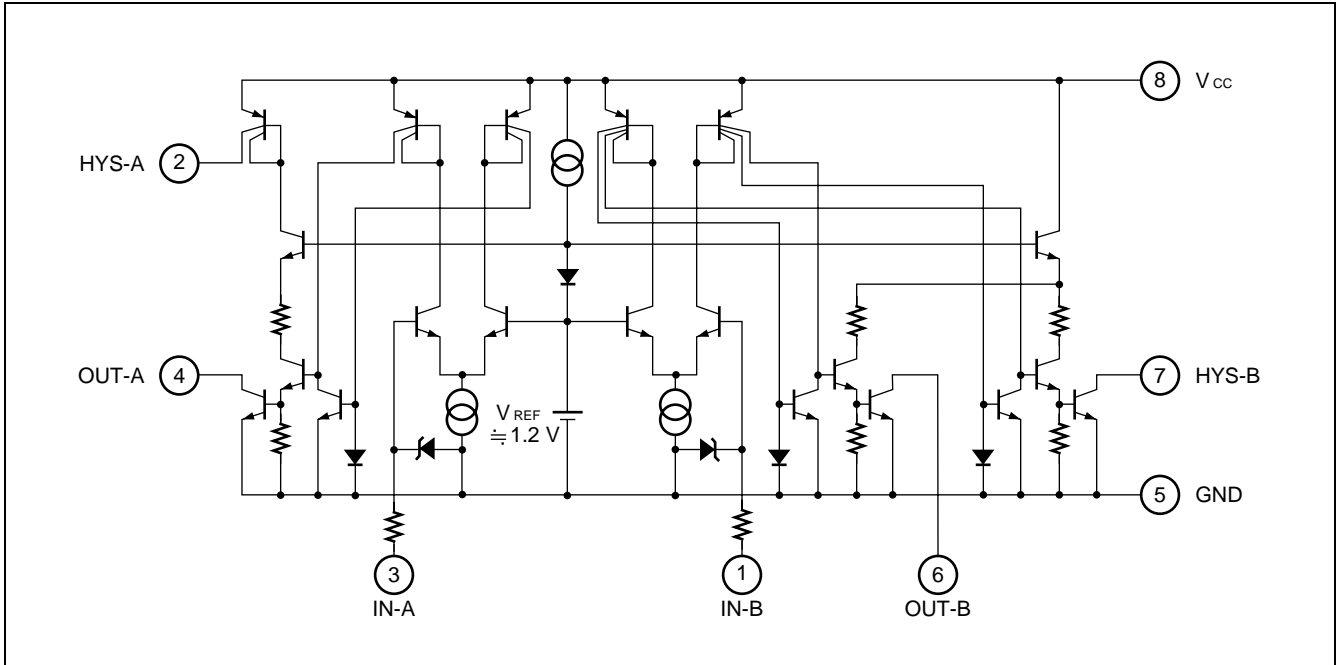 8 VCC
HYS-A 2
OUT-A 4
7 HYS-B
VREF
≒ 1.2 V
5 GND
3
IN-A
1
IN-B
6
OUT-B